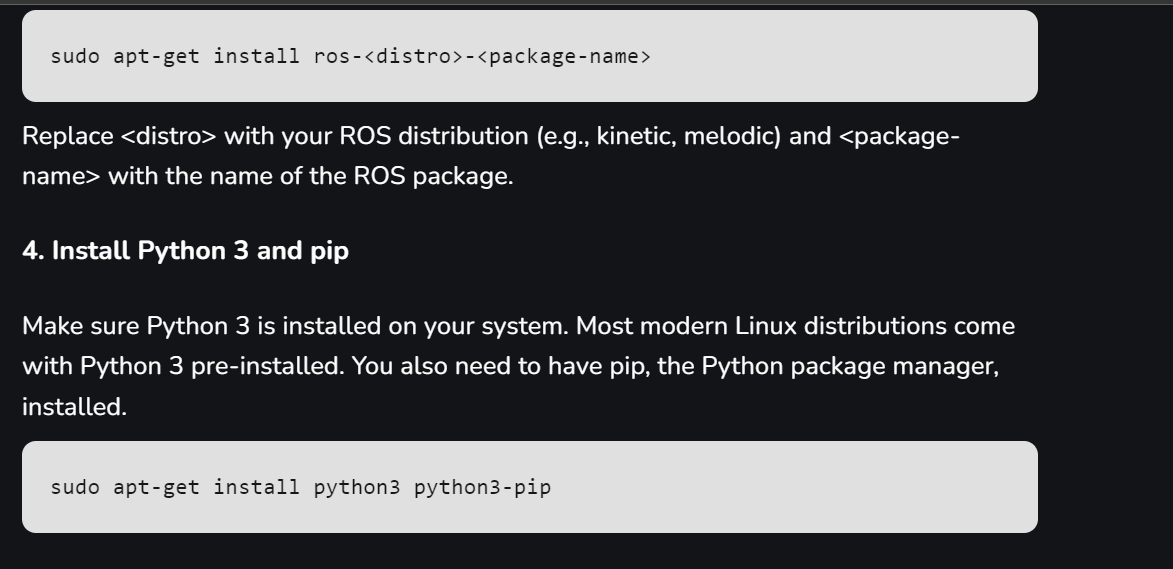 sudo apt-get install ros-<distro>-<package-name>
Replace <distro> with your ROS distribution (e.g., kinetic, melodic) and <package-
name> with the name of the ROS package.
4. Install Python 3 and pip
Make sure Python 3 is installed on your system. Most modern Linux distributions come
with Python 3 pre-installed. You also need to have pip, the Python package manager,
installed.
sudo apt-get install python3 python3-pip